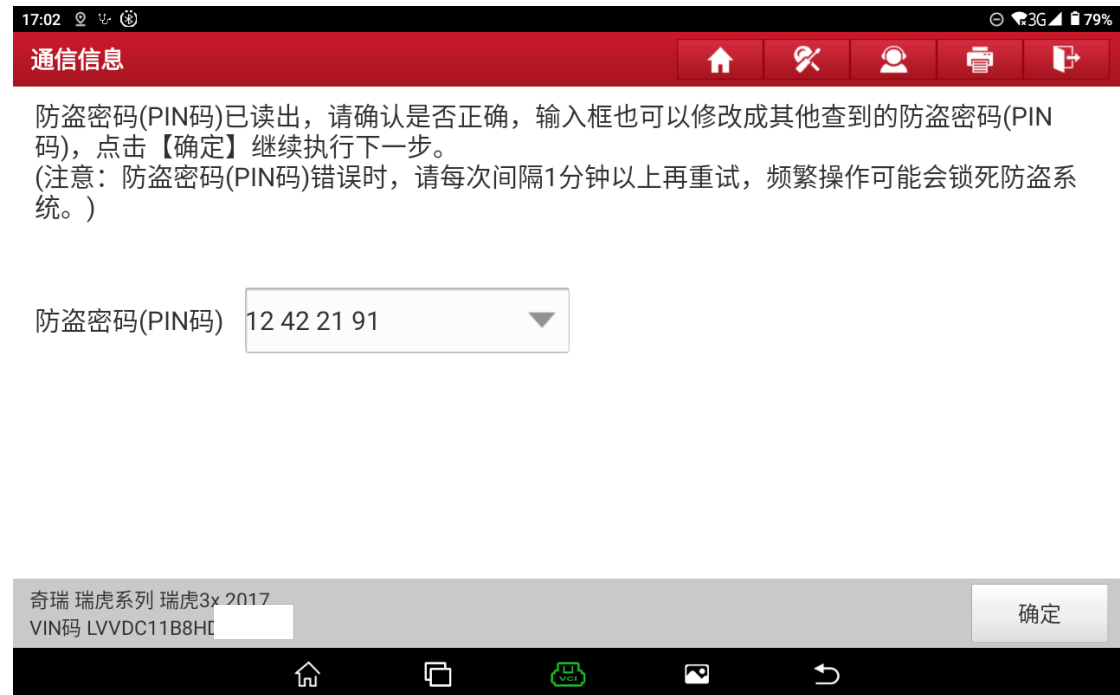 17:02
3G 79%
通信信息
防盗密码(PIN码)已读出，请确认是否正确，输入框也可以修改成其他查到的防盗密码(PIN
码)，点击【确定】继续执行下一步。
(注意：防盗密码(PIN码)错误时，请每次间隔1分钟以上再重试，频繁操作可能会锁死防盗系
统。)
防盗密码(PIN码) 12 42 21 91
奇瑞 瑞虎系列 瑞虎3x 2017
VIN码 LVVDC11B8HD
确定
VCI